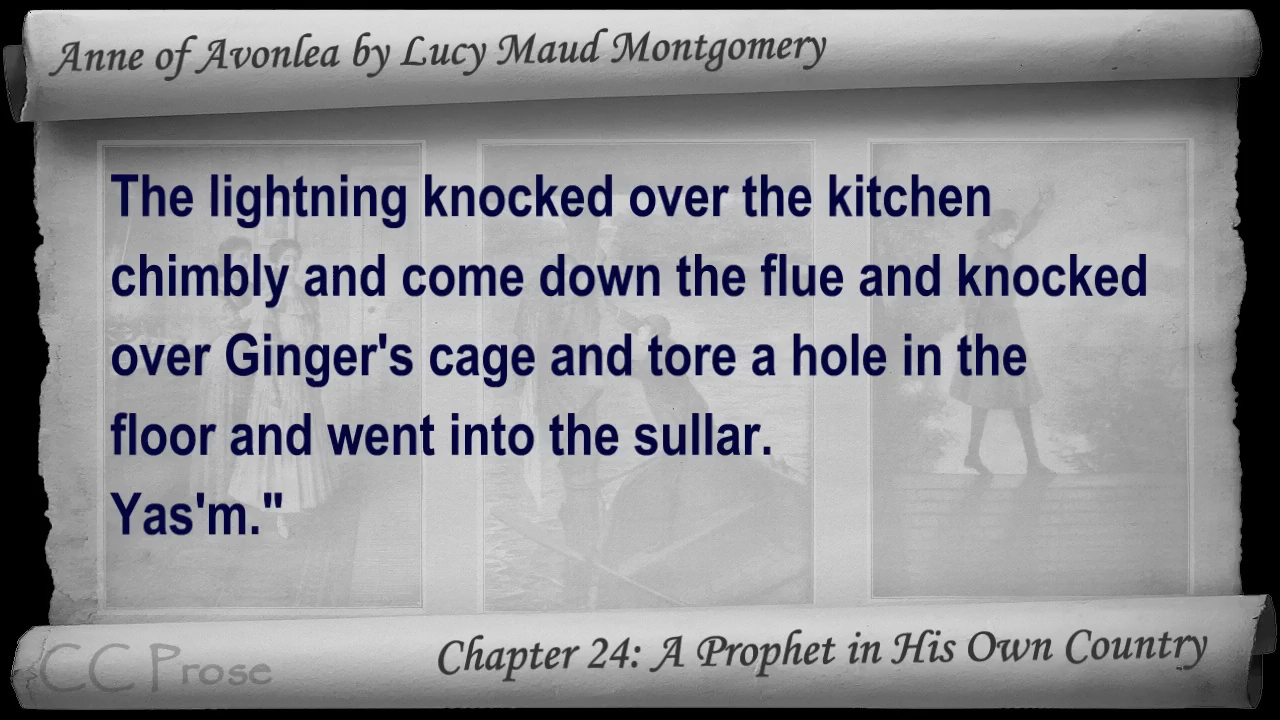 Anne of Avonlea by Lucy Maud Montgomery
The lightning knocked over the kitchen
chimbly and come down the flue and knocked
over Ginger's cage and tore a hole in the
floor and went into the sullar.
Yas'm."
Chapter 24: A Prophet in His Own Country
CC Prose